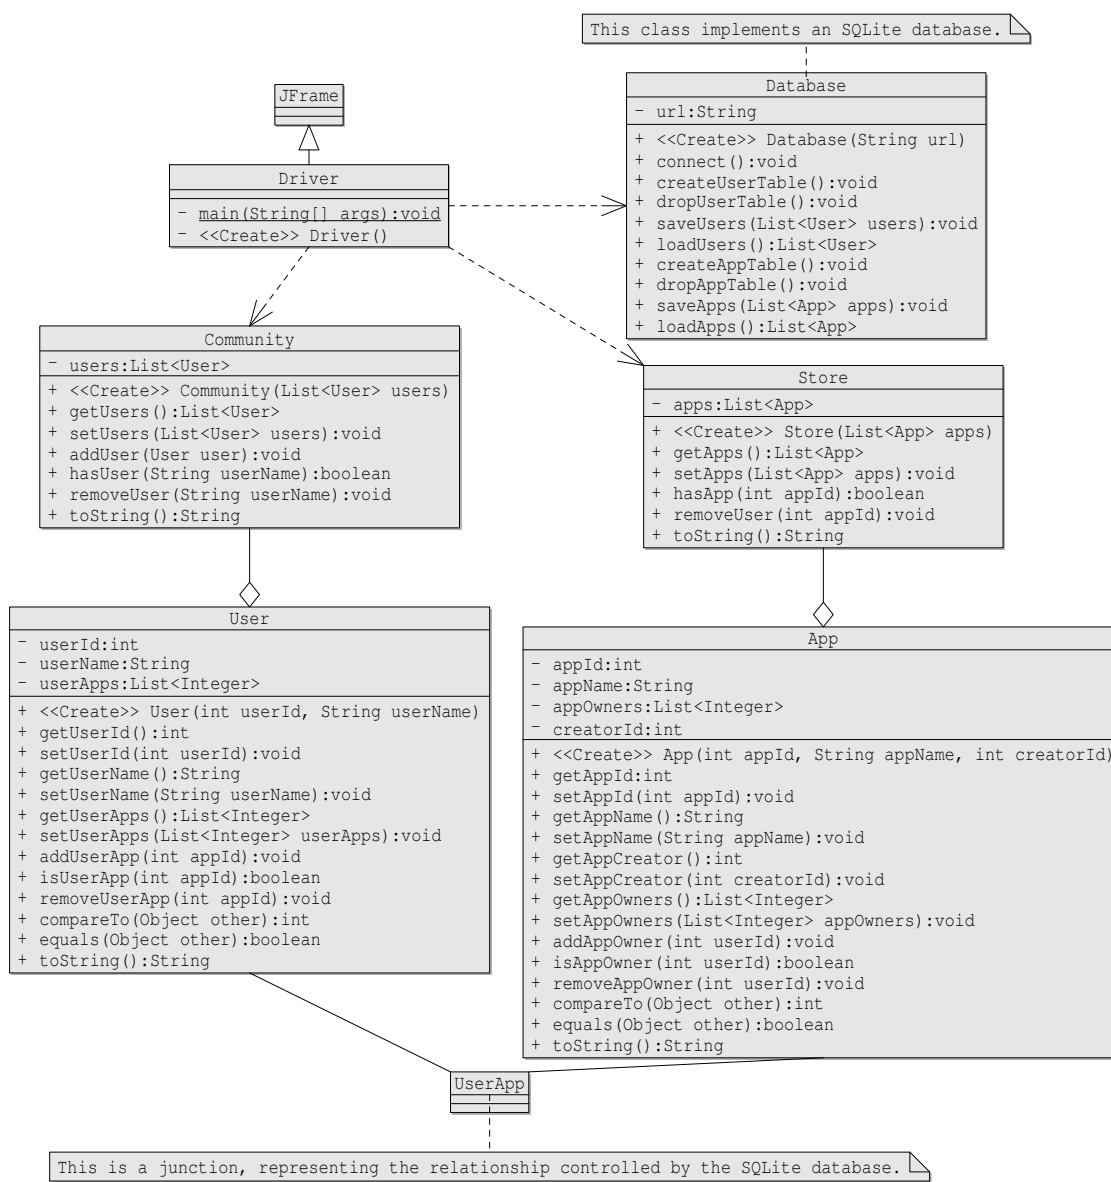 This class implements an SQLite database.
JFrame
Database
- url:String
+ <<Create>> Database(String url)
+ connect():void
+ createUserTable():void
+ dropUserTable():void
+ saveUsers(List<User> users):void
+ loadUsers():List<User>
+ createAppTable():void
+ dropAppTable():void
+ saveApps(List<App> apps):void
+ loadApps():List<App>
Driver
- main(String[] args):void
- <<Create>> Driver()
Community
- users:List<User>
+ <<Create>> Community(List<User> users)
+ getUsers():List<User>
+ setUsers(List<User> users):void
+ addUser(User user):void
+ hasUser(String userName):boolean
+ removeUser(String userName):void
+ toString():String
Store
- apps:List<App>
+ <<Create>> Store(List<App> apps)
+ getApps():List<App>
+ setApps(List<App> apps):void
+ hasApp(int appId):boolean
+ removeUser(int appId):void
+ toString():String
User
- userId:int
- userName:String
- userApps:List<Integer>
+ <<Create>> User(int userId, String userName)
+ getUserId():int
+ setUserId(int userId):void
+ getUserName():String
+ setUserName(String userName):void
+ getUserApps():List<Integer>
+ setUserApps(List<Integer> userApps):void
+ addUserApp(int appId):void
+ isUserApp(int appId):boolean
+ removeUserApp(int appId):void
+ compareTo(Object other):int
+ equals(Object other):boolean
+ toString():String
App
- appId:int
- appName:String
- appOwners:List<Integer>
- creatorId:int
+ <<Create>> App(int appId, String appName, int creatorId)
+ getAppId:int
+ setAppId(int appId):void
+ getAppName():String
+ setAppName(String appName):void
+ getAppCreator():int
+ setAppCreator(int creatorId):void
+ getAppOwners():List<Integer>
+ setAppOwners(List<Integer> appOwners):void
+ addAppOwner(int userId):void
+ isAppOwner(int userId):boolean
+ removeAppOwner(int userId):void
+ compareTo(Object other):int
+ equals(Object other):boolean
+ toString():String
UserApp
This is a junction, representing the relationship controlled by the SQLite database.